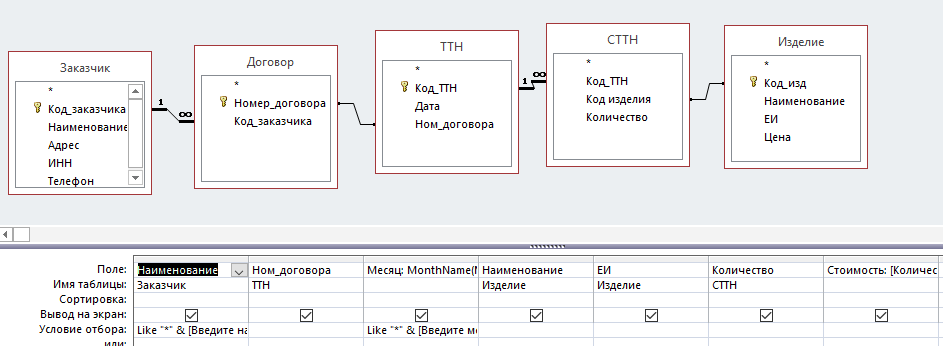 Заказчик
*
Код_заказчика
Наименование
Адрес
ИНН
Телефон
1
∞
Договор
*
Номер_договора
Код_заказчика
ТТН
*
Код_ТТН
Дата
Ном_договора
1
∞
СТТН
*
Код_ТТН
Код изделия
Количество
Изделие
*
Код_изд
Наименование
ЕИ
Цена
Поле: Наименование Ном_договора Месяц: MonthName( Наименование ЕИ Количество Стоимость: [Количес
Имя таблицы: Заказчик ТТН Изделие Изделие СТТН
Сортировка:
Вывод на экран:
Условие отбора: Like "*" & [Введите на Like "*" & [Введите ме
или: